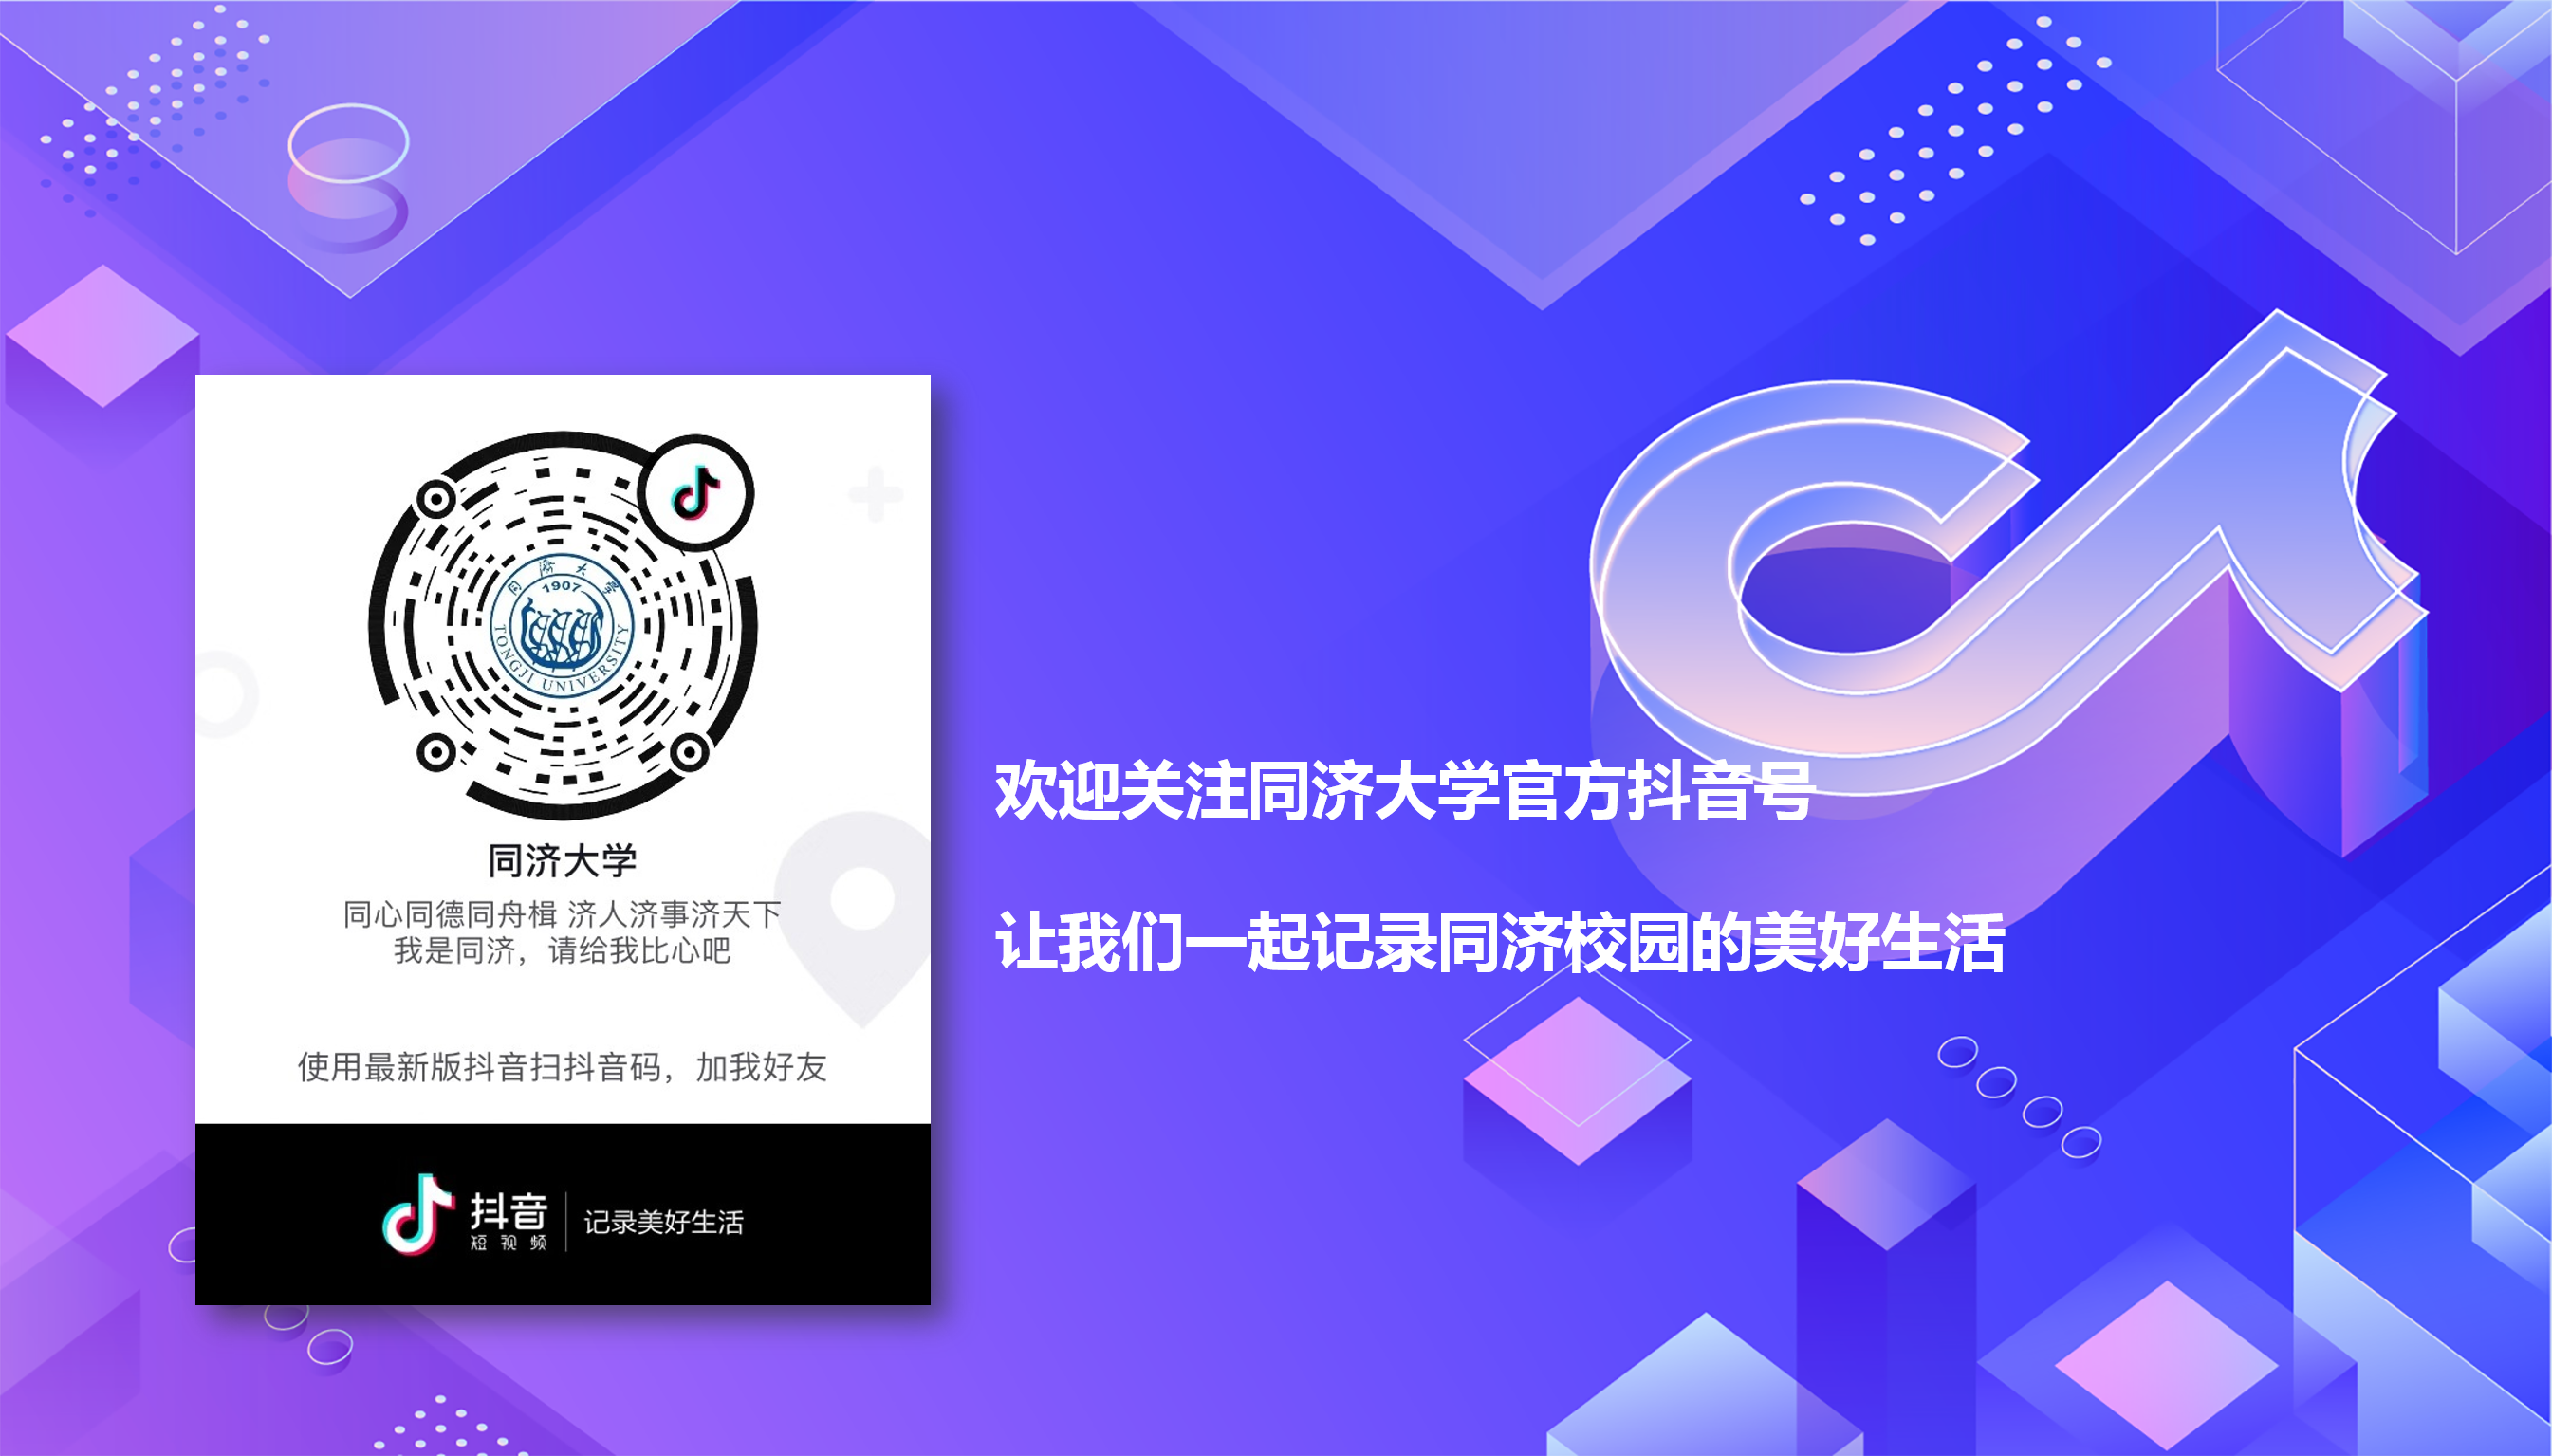 同济大学
1907
TONGJI UNIVERSITY
同济大学
同心同德同舟楫 济人济事济天下
我是同济，请给我比心吧
使用最新版抖音扫抖音码，加我好友
抖音
短视频
记录美好生活
欢迎关注同济大学官方抖音号
让我们一起记录同济校园的美好生活